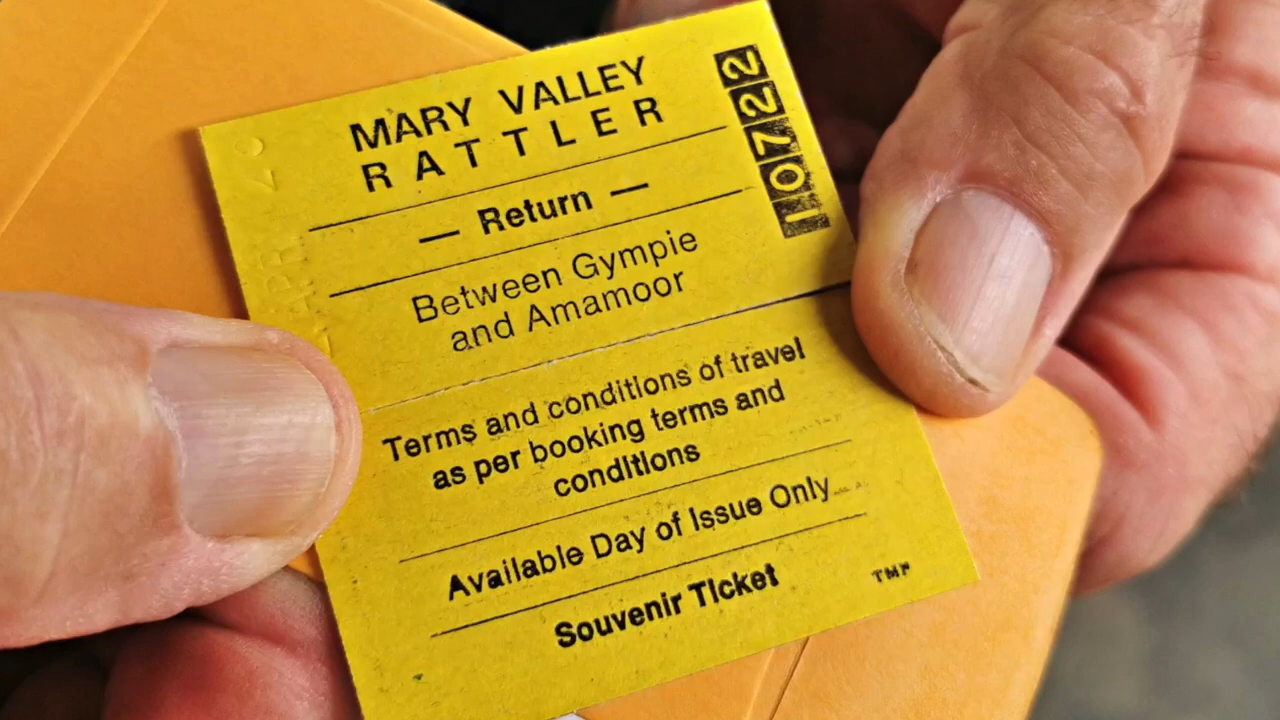 MARY VALLEY
RATTLER
— Return —
Between Gympie
and Amamoor
Terms and conditions of travel
as per booking terms and
conditions
Available Day of Issue Only
Souvenir Ticket
TMP
10722
APR